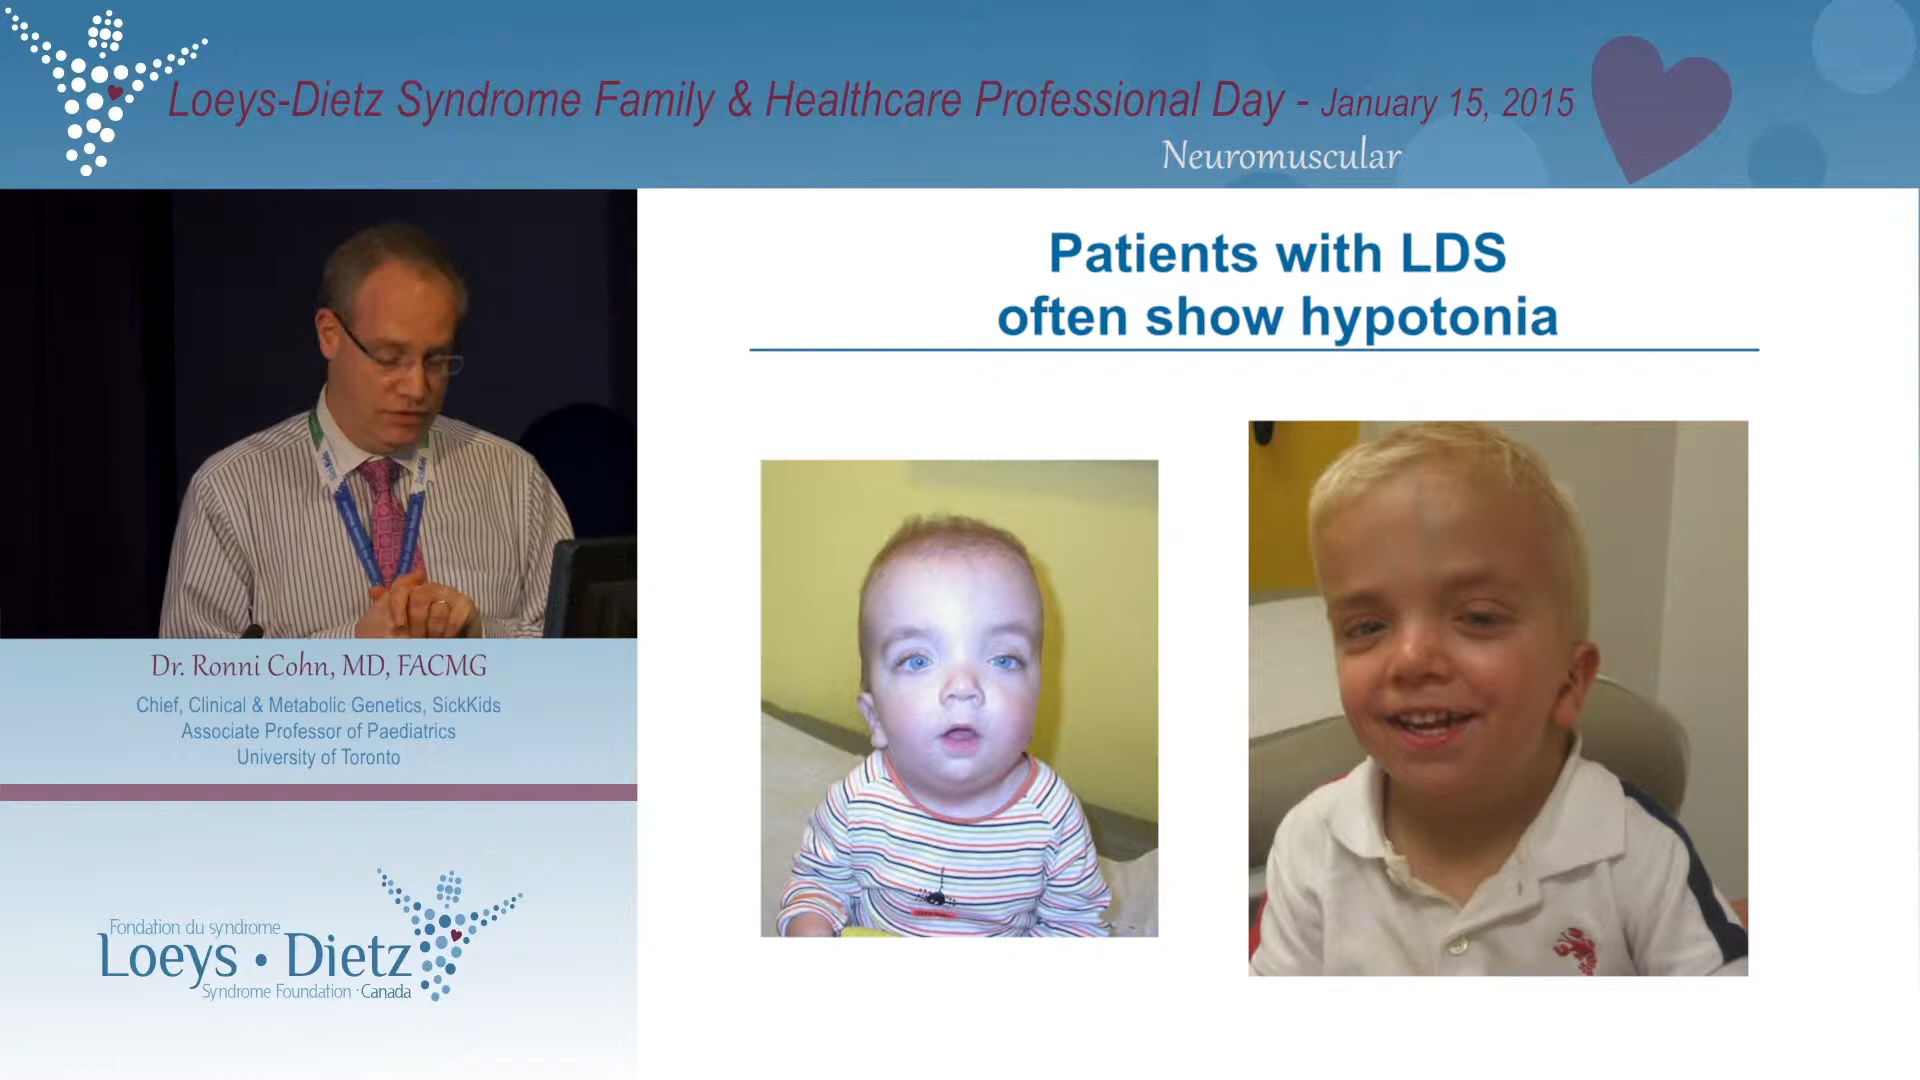 Loeys-Dietz Syndrome Family & Healthcare Professional Day - January 15, 2015
Neuromuscular
Patients with LDS
often show hypotonia
Dr. Ronni Cohn, MD, FACMG
Chief, Clinical & Metabolic Genetics, SickKids
Associate Professor of Paediatrics
University of Toronto
Fondation du syndrome
Loeys • Dietz
Syndrome Foundation · Canada